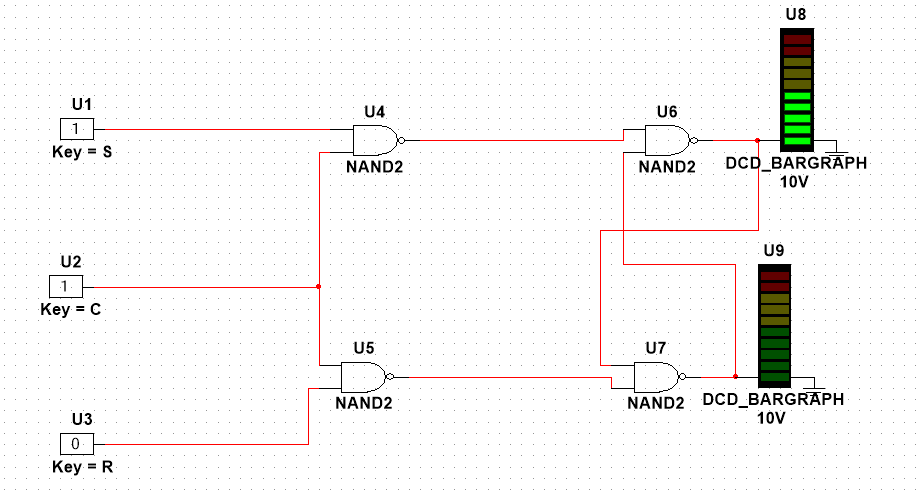 U8
U1
1
Key = S
U4
NAND2
U6
NAND2
DCD_BARGRAPH
10V
U2
1
Key = C
U9
U5
NAND2
U7
NAND2
DCD_BARGRAPH
10V
U3
0
Key = R